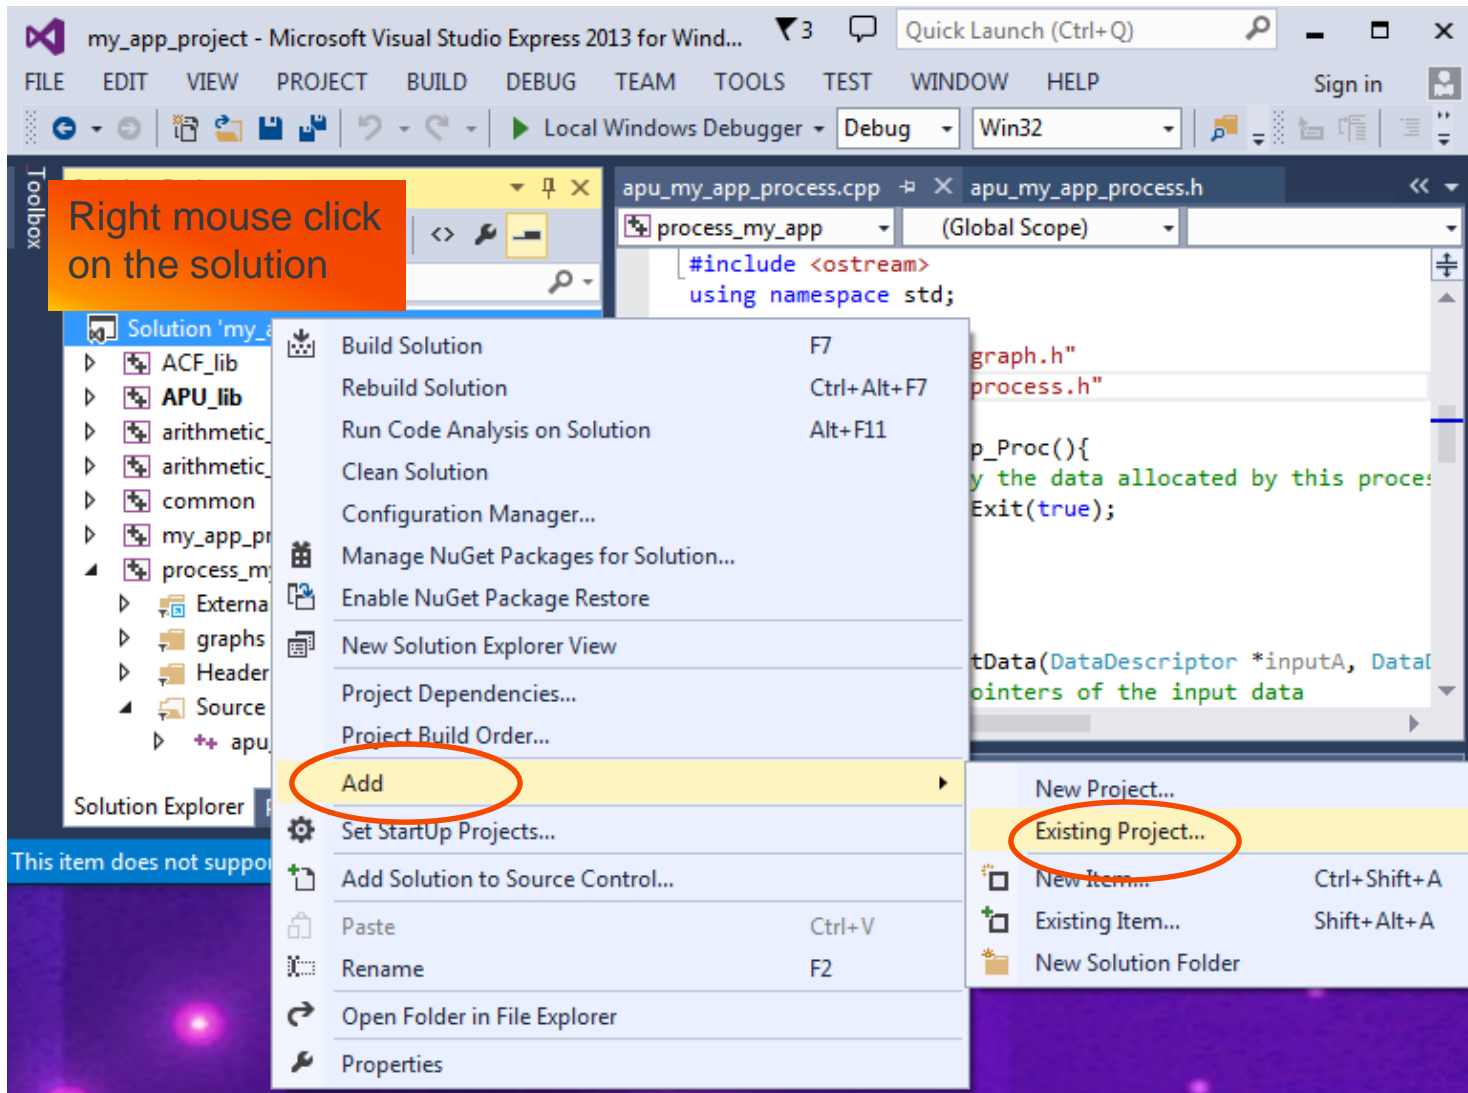 my_app_project - Microsoft Visual Studio Express 2013 for Wind...
3
Quick Launch (Ctrl+Q)
FILE EDIT VIEW PROJECT BUILD DEBUG TEAM TOOLS TEST WINDOW HELP Sign in
Local Windows Debugger Debug Win32
Toolbox
Right mouse click
on the solution
apu_my_app_process.cpp apu_my_app_process.h
process_my_app (Global Scope)
#include <ostream>
using namespace std;
graph.h"
process.h"
p_Proc(){
y the data allocated by this proces
Exit(true);
tData(DataDescriptor *inputA, DataD
ointers of the input data
Solution 'my_a
ACF_lib
APU_lib
arithmetic_
arithmetic_
common
my_app_pr
process_my
Externa
graphs
Header
Source
apu_
Solution Explorer
This item does not suppor
Build Solution F7
Rebuild Solution Ctrl+Alt+F7
Run Code Analysis on Solution Alt+F11
Clean Solution
Configuration Manager...
Manage NuGet Packages for Solution...
Enable NuGet Package Restore
New Solution Explorer View
Project Dependencies...
Project Build Order...
Add
Set StartUp Projects...
Add Solution to Source Control...
Paste Ctrl+V
Rename F2
Open Folder in File Explorer
Properties
New Project...
Existing Project...
New Item... Ctrl+Shift+A
Existing Item... Shift+Alt+A
New Solution Folder